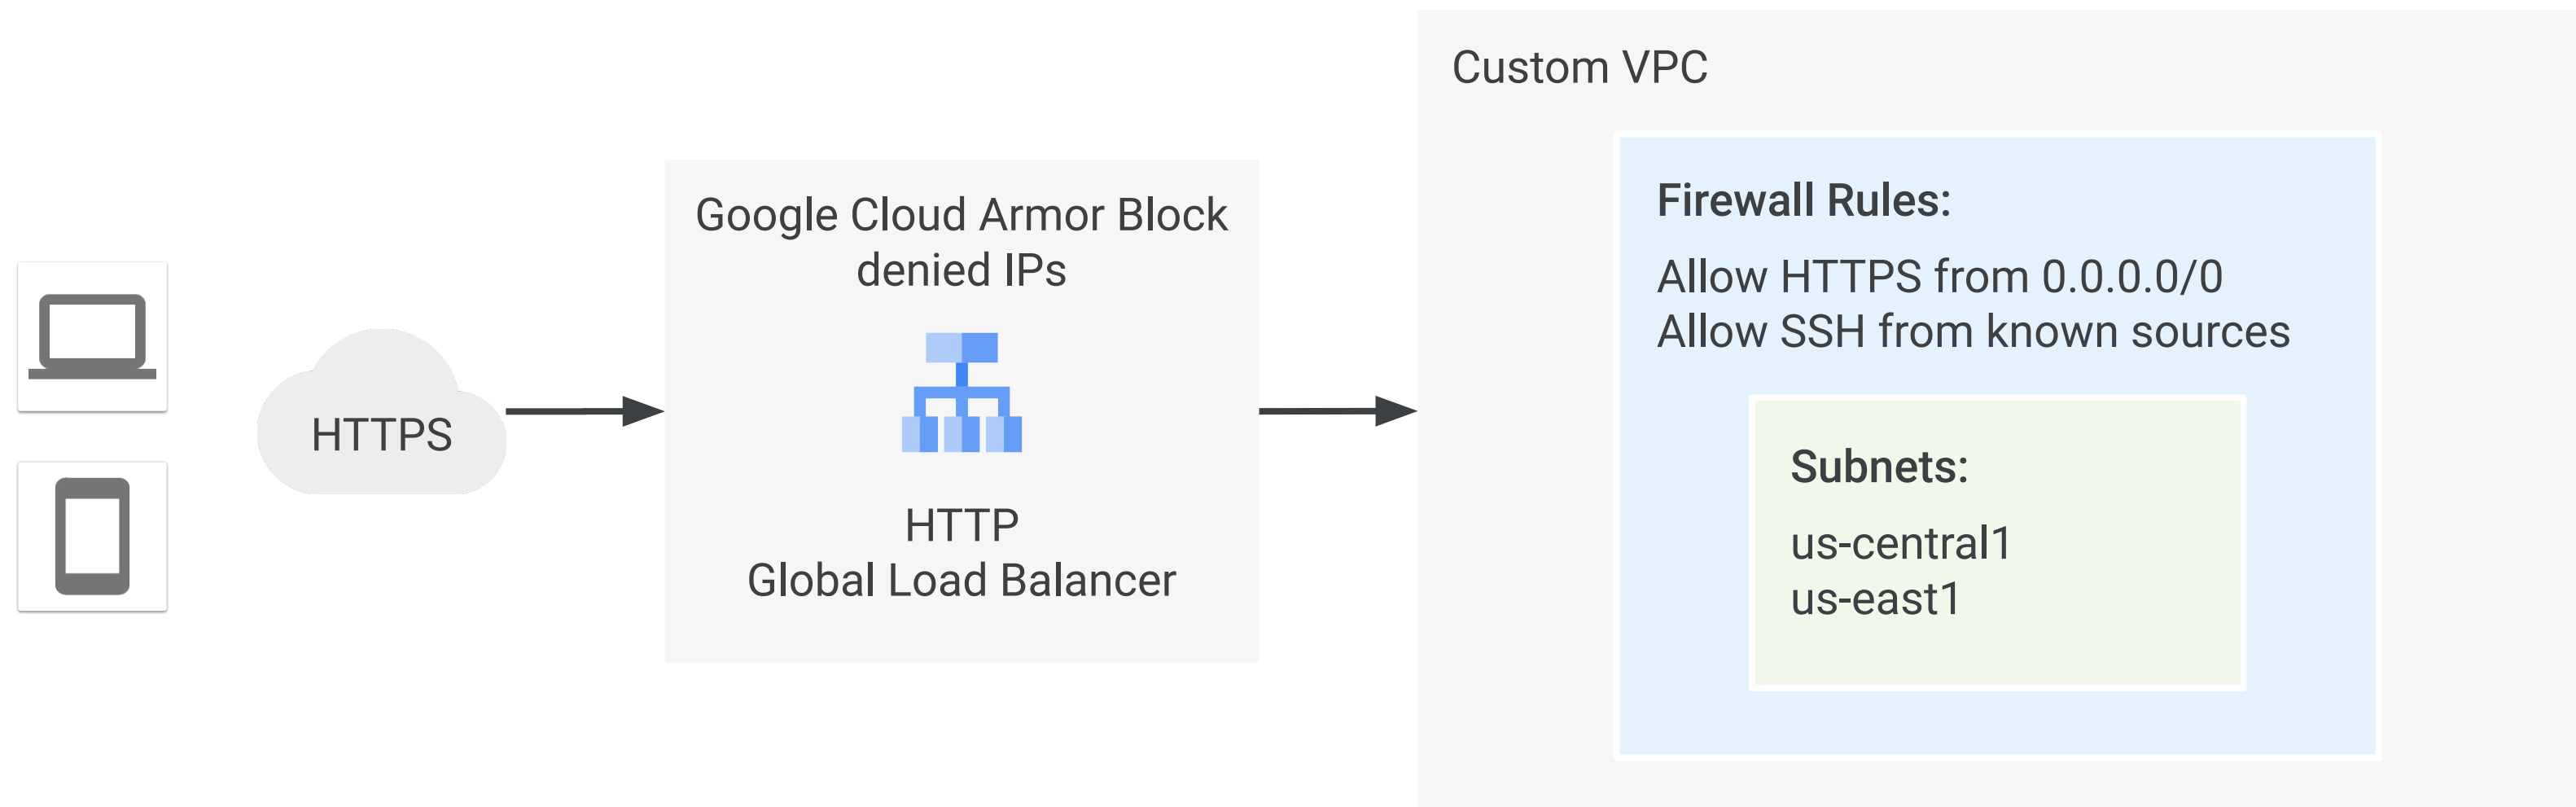 HTTPS
Google Cloud Armor Block
denied IPs
HTTP
Global Load Balancer
Custom VPC
Firewall Rules:
Allow HTTPS from 0.0.0.0/0
Allow SSH from known sources
Subnets:
us-central1
us-east1